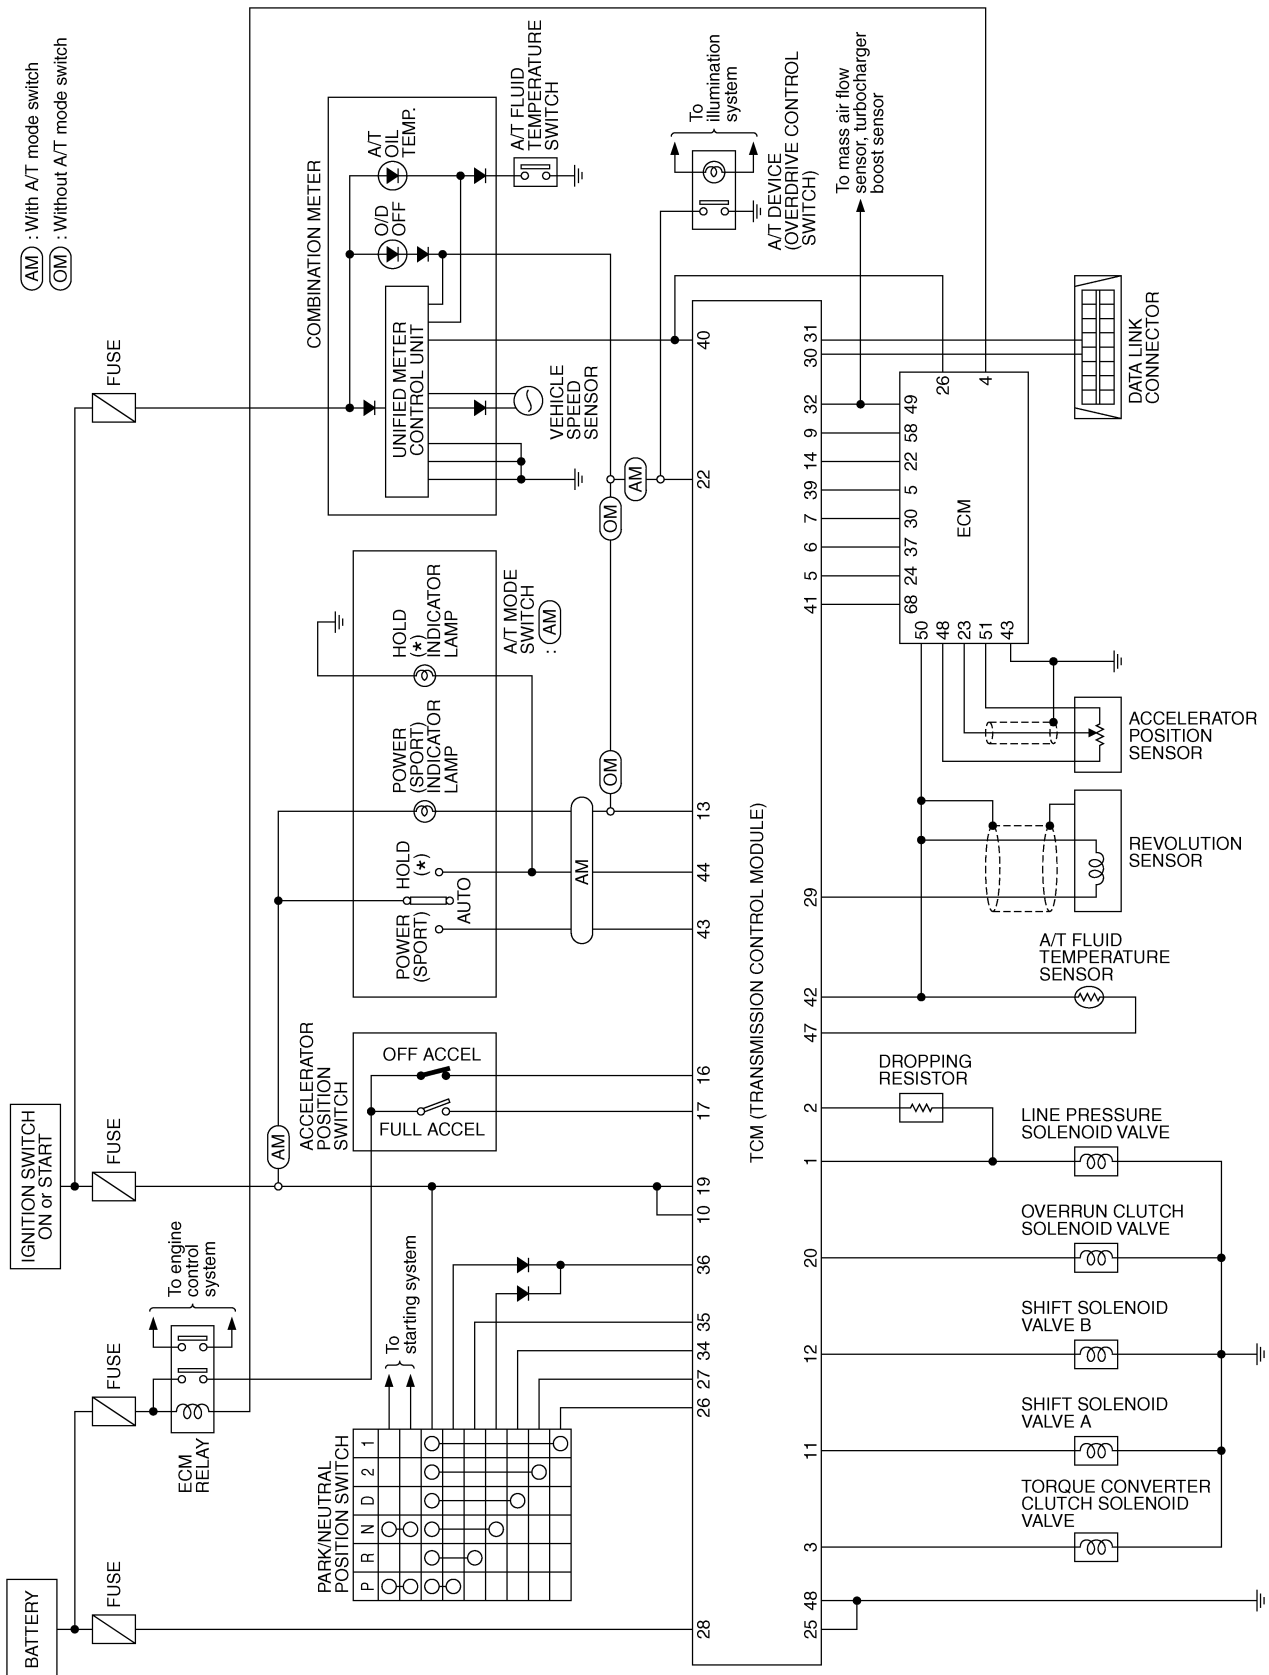 AM : With A/T mode switch
OM : Without A/T mode switch
BATTERY
IGNITION SWITCH
ON or START
FUSE
FUSE
FUSE
FUSE
ECM
RELAY
To engine
control
system
PARK/NEUTRAL
POSITION SWITCH
P
R
N
D
2
1
To
starting system
AM
ACCELERATOR
POSITION
SWITCH
OFF ACCEL
FULL ACCEL
POWER
(SPORT)
AUTO
HOLD
(*)
POWER
(SPORT)
INDICATOR
LAMP
HOLD
(*)
INDICATOR
LAMP
A/T MODE
SWITCH
: AM
AM
OM
OM
AM
COMBINATION METER
UNIFIED METER
CONTROL UNIT
O/D
OFF
A/T
OIL
TEMP.
VEHICLE
SPEED
SENSOR
A/T FLUID
TEMPERATURE
SWITCH
To
illumination
system
A/T DEVICE
(OVERDRIVE CONTROL
SWITCH)
To mass air flow
sensor, turbocharger
boost sensor
28
26
27
34
35
36
10
19
17
16
43
44
13
22
40
TCM (TRANSMISSION CONTROL MODULE)
25
48
3
11
12
20
1
2
47
42
29
41
5
6
7
39
14
9
32
30
31
68
24
37
30
5
22
58
49
26
4
50
48
23
51
43
ECM
DATA LINK
CONNECTOR
ACCELERATOR
POSITION
SENSOR
REVOLUTION
SENSOR
A/T FLUID
TEMPERATURE
SENSOR
DROPPING
RESISTOR
LINE PRESSURE
SOLENOID VALVE
OVERRUN CLUTCH
SOLENOID VALVE
SHIFT SOLENOID
VALVE B
SHIFT SOLENOID
VALVE A
TORQUE CONVERTER
CLUTCH SOLENOID
VALVE